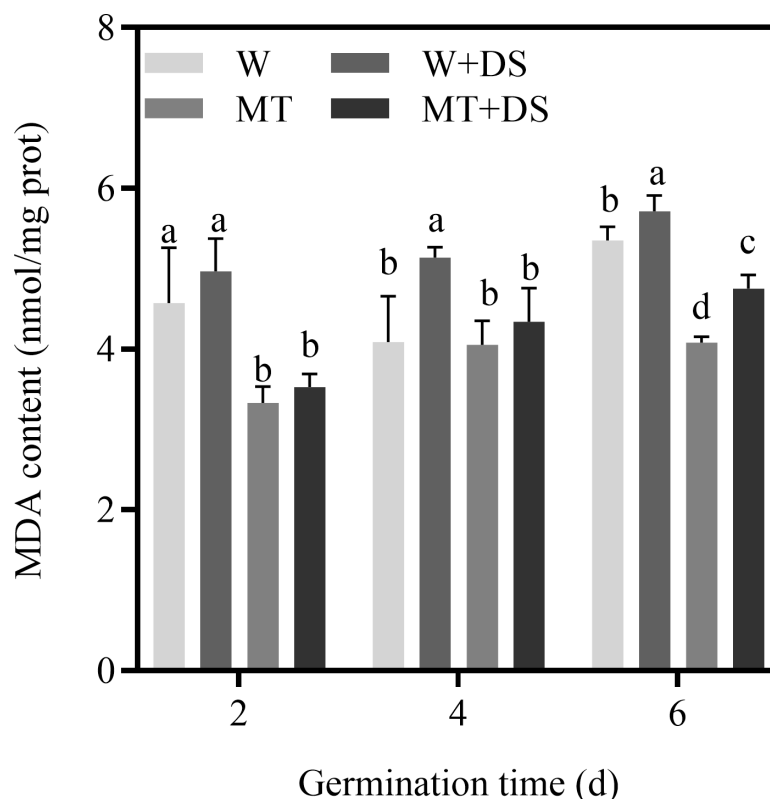 8
W
W+DS
MT
MT+DS
MDA content (nmol/mg prot)
6
a
a
b
b
b
a
b
b
b
a
d
c
4
2
0
2
4
6
Germination time (d)